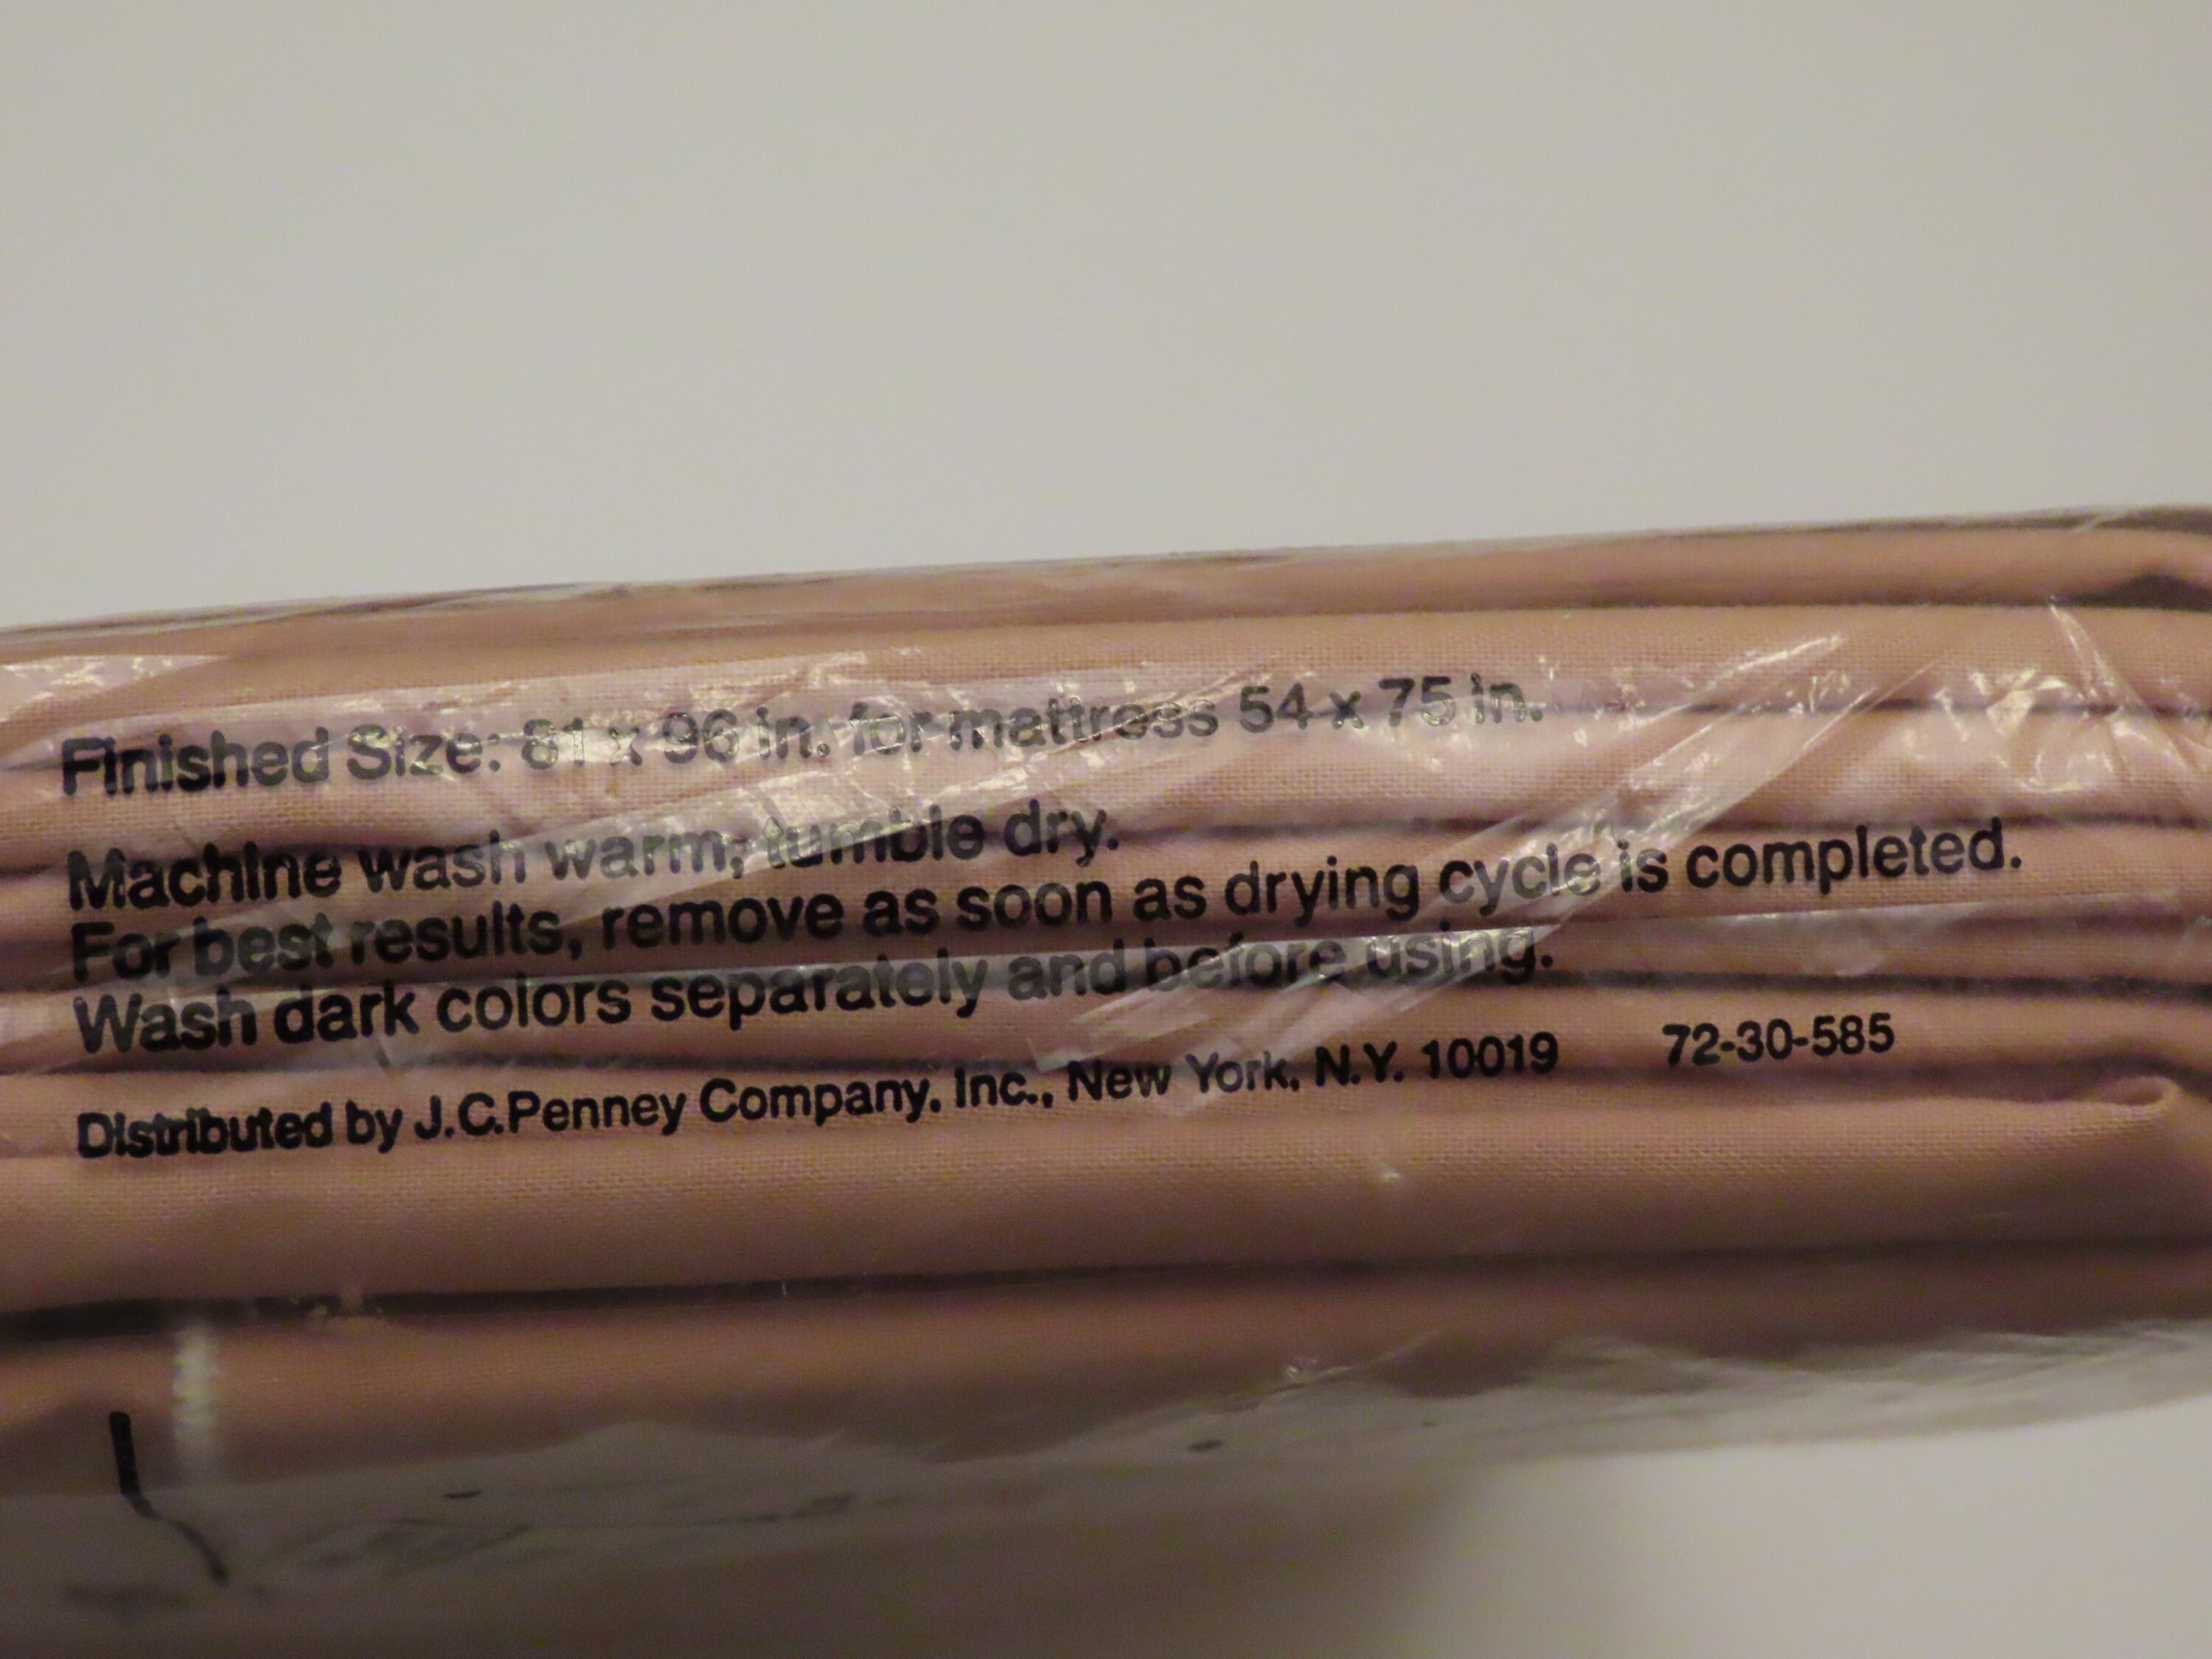 Finished Size: 81 x 96 in. for mattress 54 x 75 in.
Machine wash warm, tumble dry.
For best results, remove as soon as drying cycle is completed.
Wash dark colors separately and before using.
Distributed by J.C.Penney Company, Inc., New York, N.Y. 10019 72-30-585